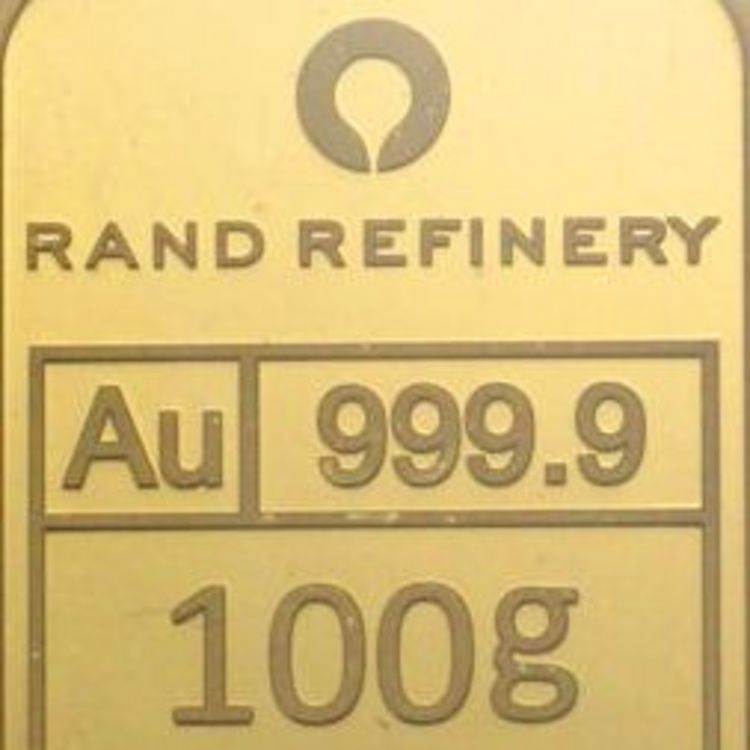 RAND REFINERY
Au 999.9
100g